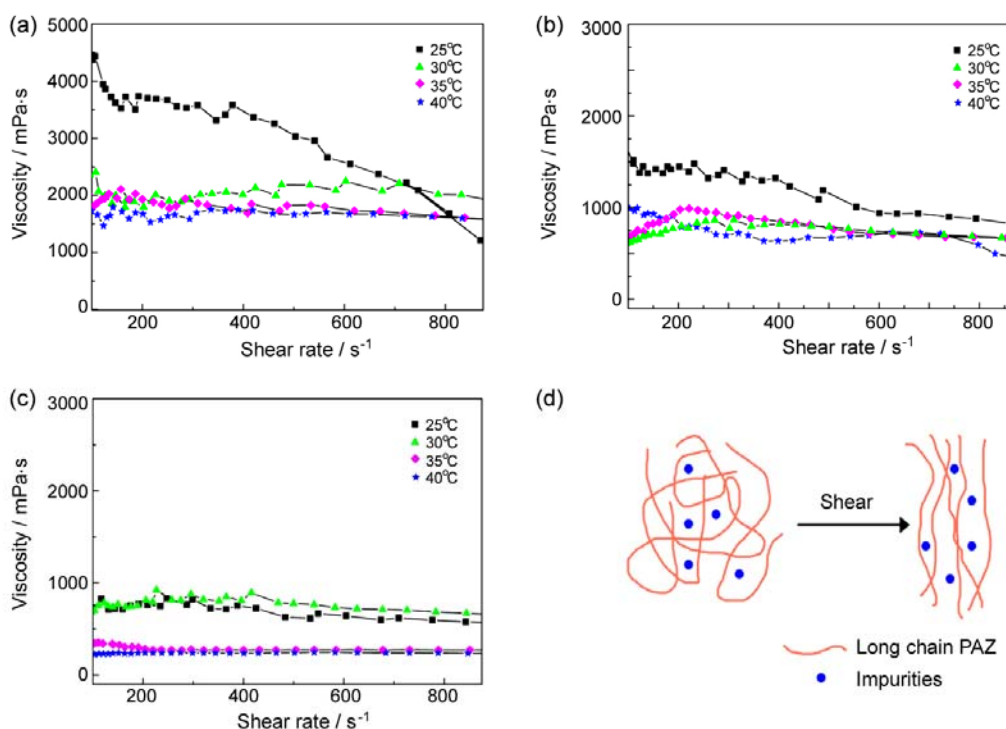 (a)
5000
4000
3000
2000
1000
0
Viscosity / mPa·s
25°C
30°C
35°C
40°C
200 400 600 800
Shear rate / s⁻¹
(b)
3000
2000
1000
0
Viscosity / mPa·s
25°C
30°C
35°C
40°C
200 400 600 800
Shear rate / s⁻¹
(c)
3000
2000
1000
0
Viscosity / mPa·s
25°C
30°C
35°C
40°C
200 400 600 800
Shear rate / s⁻¹
(d)
Shear
Long chain PAZ
Impurities